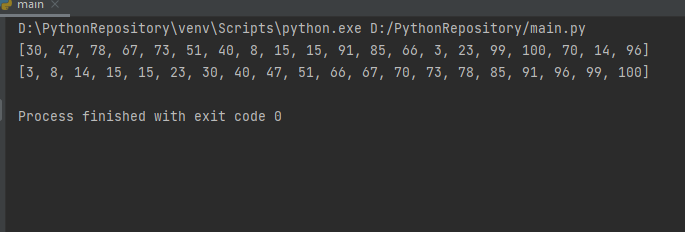 main
D:\PythonRepository\venv\Scripts\python.exe D:/PythonRepository/main.py
[30, 47, 78, 67, 73, 51, 40, 8, 15, 15, 91, 85, 66, 3, 23, 99, 100, 70, 14, 96]
[3, 8, 14, 15, 15, 23, 30, 40, 47, 51, 66, 67, 70, 73, 78, 85, 91, 96, 99, 100]
Process finished with exit code 0